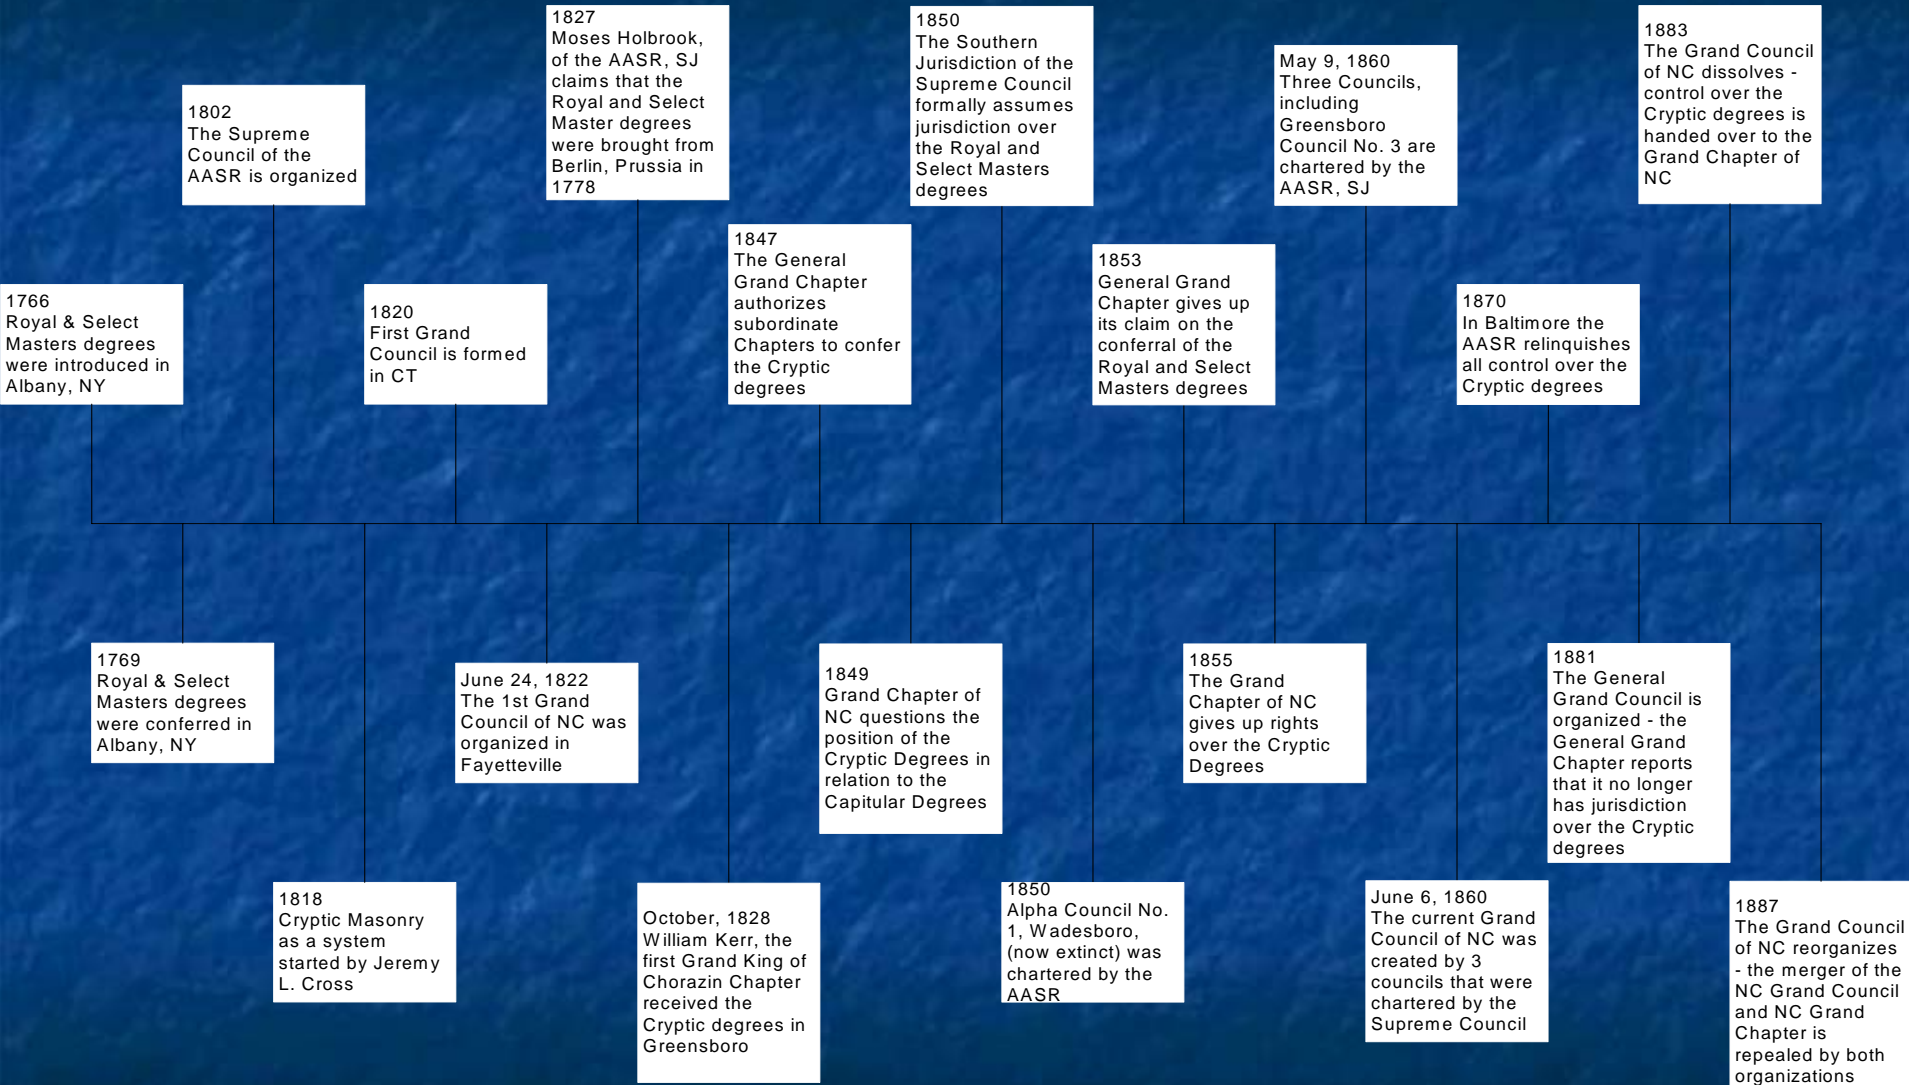 1766
Royal & Select
Masters degrees
were introduced in
Albany, NY
1769
Royal & Select
Masters degrees
were conferred in
Albany, NY
1802
The Supreme
Council of the
AASR is organized
1818
Cryptic Masonry
as a system
started by Jeremy
L. Cross
1820
First Grand
Council is formed
in CT
June 24, 1822
The 1st Grand
Council of NC was
organized in
Fayetteville
1827
Moses Holbrook,
of the AASR, SJ
claims that the
Royal and Select
Master degrees
were brought from
Berlin, Prussia in
1778
October, 1828
William Kerr, the
first Grand King of
Chorazin Chapter
received the
Cryptic degrees in
Greensboro
1847
The General
Grand Chapter
authorizes
subordinate
Chapters to confer
the Cryptic
degrees
1849
Grand Chapter of
NC questions the
position of the
Cryptic Degrees in
relation to the
Capitular Degrees
1850
The Southern
Jurisdiction of the
Supreme Council
formally assumes
jurisdiction over
the Royal and
Select Masters
degrees
1850
Alpha Council No.
1, Wadesboro,
(now extinct) was
chartered by the
AASR
1853
General Grand
Chapter gives up
its claim on the
conferral of the
Royal and Select
Masters degrees
1855
The Grand
Chapter of NC
gives up rights
over the Cryptic
Degrees
May 9, 1860
Three Councils,
including
Greensboro
Council No. 3 are
chartered by the
AASR, SJ
June 6, 1860
The current Grand
Council of NC was
created by 3
councils that were
chartered by the
Supreme Council
1870
In Baltimore the
AASR relinquishes
all control over the
Cryptic degrees
1881
The General
Grand Council is
organized - the
General Grand
Chapter reports
that it no longer
has jurisdiction
over the Cryptic
degrees
1883
The Grand Council
of NC dissolves -
control over the
Cryptic degrees is
handed over to the
Grand Chapter of
NC
1887
The Grand Council
of NC reorganizes
- the merger of the
NC Grand Council
and NC Grand
Chapter is
repealed by both
organizations